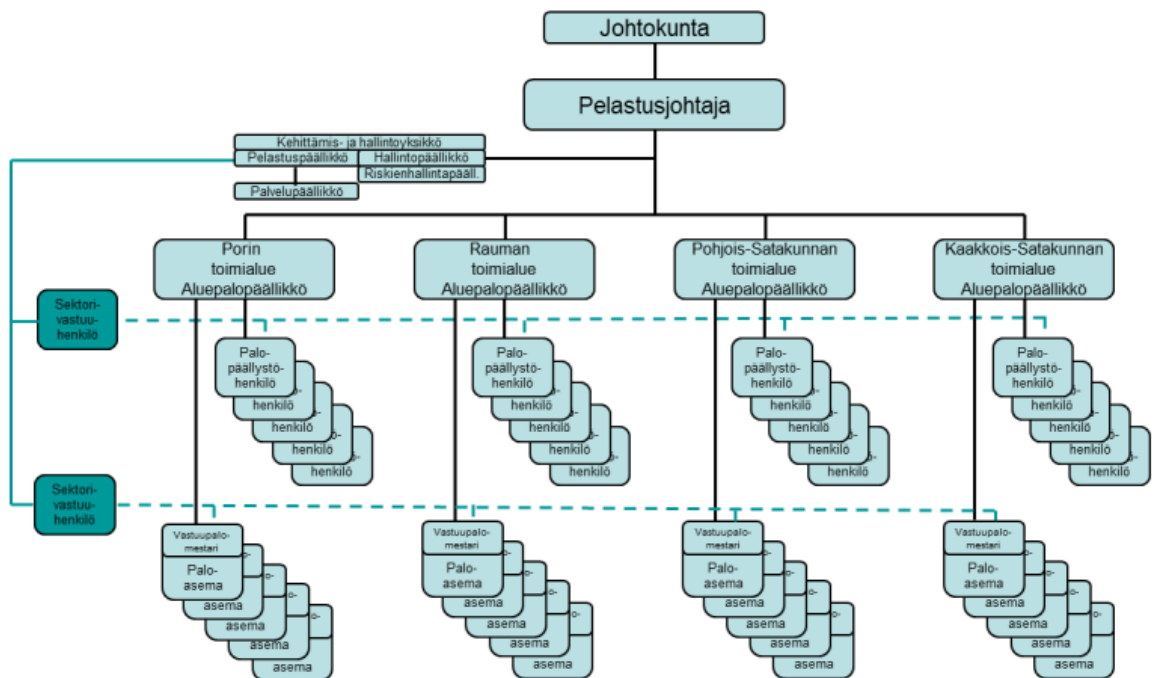 Johtokunta
Pelastusjohtaja
Kehittämis- ja hallintoyksikkö
Pelastuspäällikkö
Hallintopäällikkö
Riskienhallintapääll.
Palvelupäällikkö
Porin
toimialue
Aluepalopäällikkö
Rauman
toimialue
Aluepalopäällikkö
Pohjois-Satakunnan
toimialue
Aluepalopäällikkö
Kaakkois-Satakunnan
toimialue
Aluepalopäällikkö
Sektori-
vastuu-
henkilö
Palo-
päällystö-
henkilö
henkilö
henkilö
henkilö
henkilö
Palo-
päällystö-
henkilö
henkilö
henkilö
henkilö
henkilö
Palo-
päällystö-
henkilö
henkilö
henkilö
henkilö
henkilö
Palo-
päällystö-
henkilö
henkilö
henkilö
henkilö
henkilö
Sektori-
vastuu-
henkilö
Vastuupalo-
mestari
Palo-
asema
asema
asema
asema
asema
Vastuupalo-
mestari
Palo-
asema
asema
asema
asema
asema
Vastuupalo-
mestari
Palo-
asema
asema
asema
asema
asema
Vastuupalo-
mestari
Palo-
asema
asema
asema
asema
asema